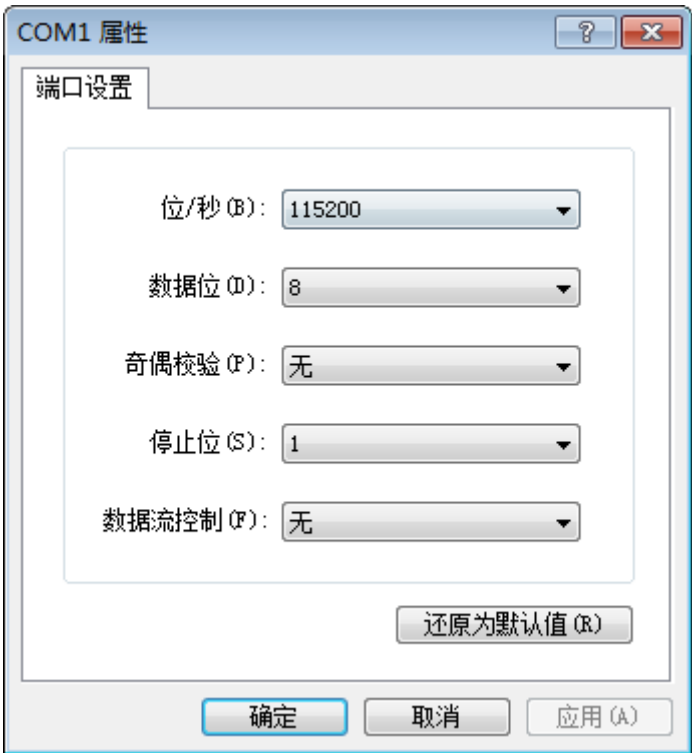 COM1 属性
端口设置
位/秒(B): 115200
数据位(D): 8
奇偶校验(P): 无
停止位(S): 1
数据流控制(F): 无
还原为默认值(R)
确定 取消 应用(A)